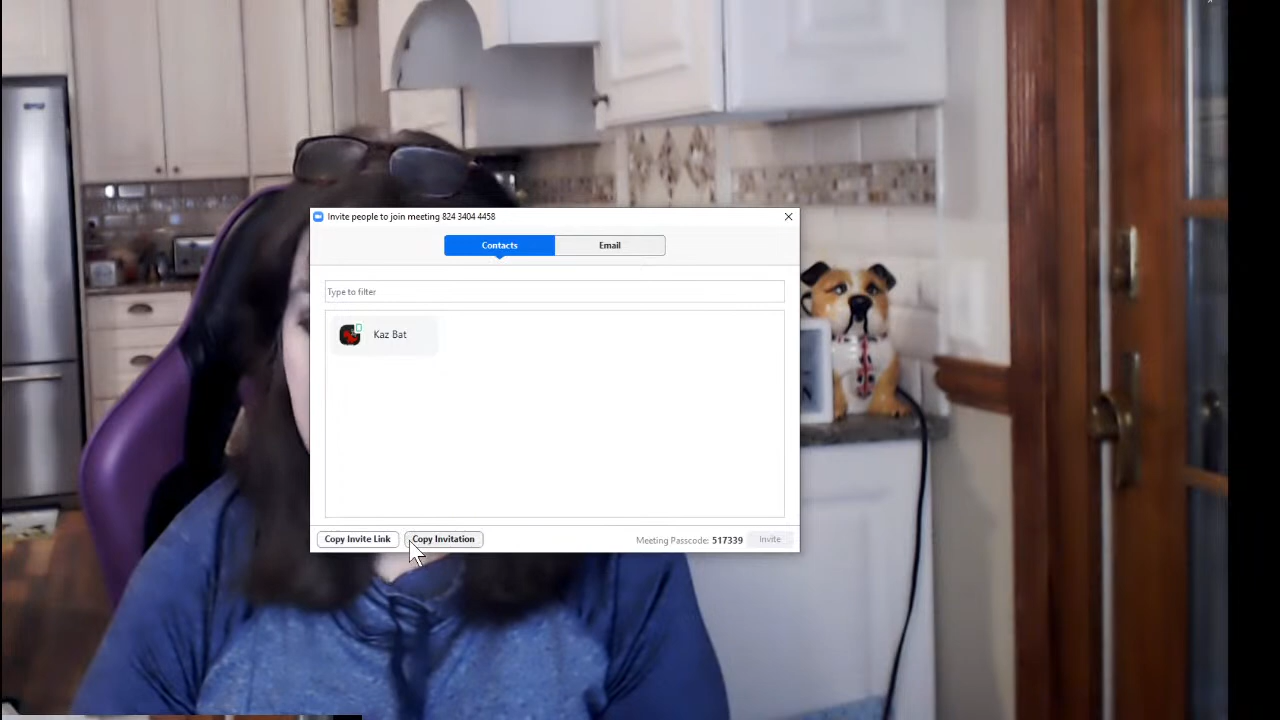 Invite people to join meeting 824 3404 4458
Contacts
Email
Type to filter
Kaz Bat
Copy Invite Link
Copy Invitation
Meeting Passcode: 517339
Invite